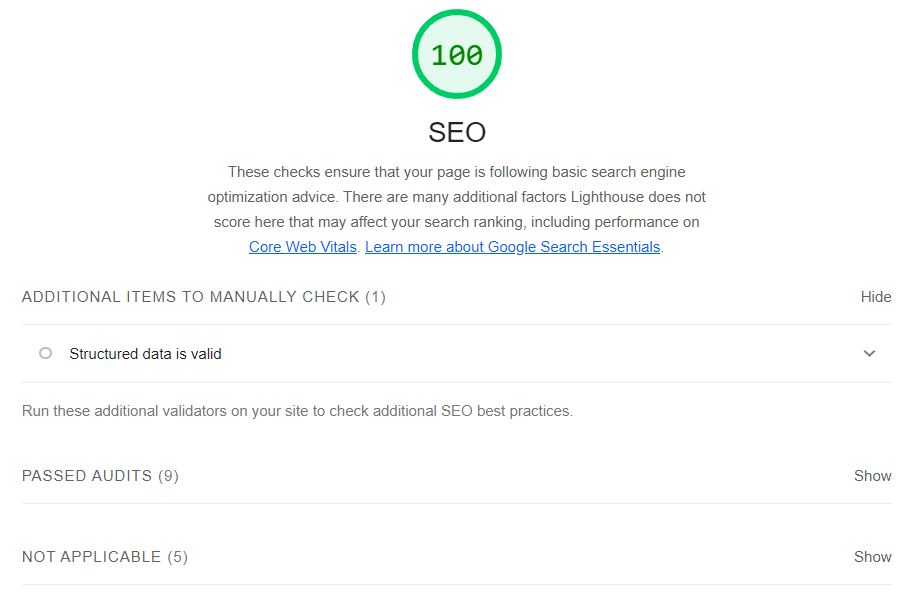 100
SEO
These checks ensure that your page is following basic search engine
optimization advice. There are many additional factors Lighthouse does not
score here that may affect your search ranking, including performance on
Core Web Vitals. Learn more about Google Search Essentials.
ADDITIONAL ITEMS TO MANUALLY CHECK (1) Hide
Structured data is valid
Run these additional validators on your site to check additional SEO best practices.
PASSED AUDITS (9) Show
NOT APPLICABLE (5) Show